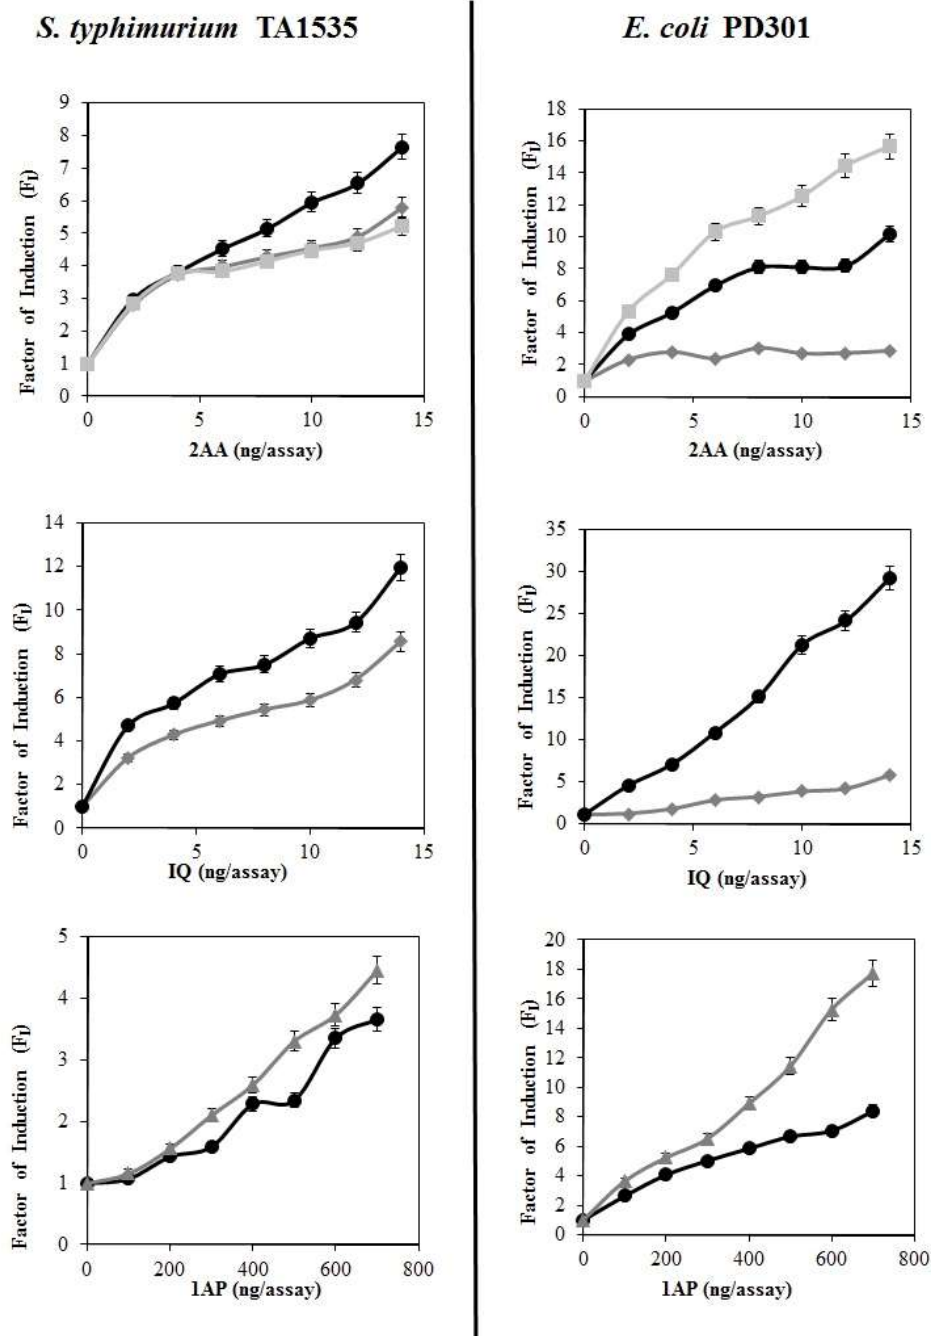 S. typhimurium TA1535
E. coli PD301
Factor of Induction (FI)
9
8
7
6
5
4
3
2
1
0
0 5 10 15
2AA (ng/assay)
Factor of Induction (FI)
18
16
14
12
10
8
6
4
2
0
0 5 10 15
2AA (ng/assay)
Factor of Induction (FI)
14
12
10
8
6
4
2
0
0 5 10 15
IQ (ng/assay)
Factor of Induction (FI)
35
30
25
20
15
10
5
0
0 5 10 15
IQ (ng/assay)
Factor of Induction (FI)
5
4
3
2
1
0
0 200 400 600 800
1AP (ng/assay)
Factor of Induction (FI)
20
18
16
14
12
10
8
6
4
2
0
0 200 400 600 800
1AP (ng/assay)